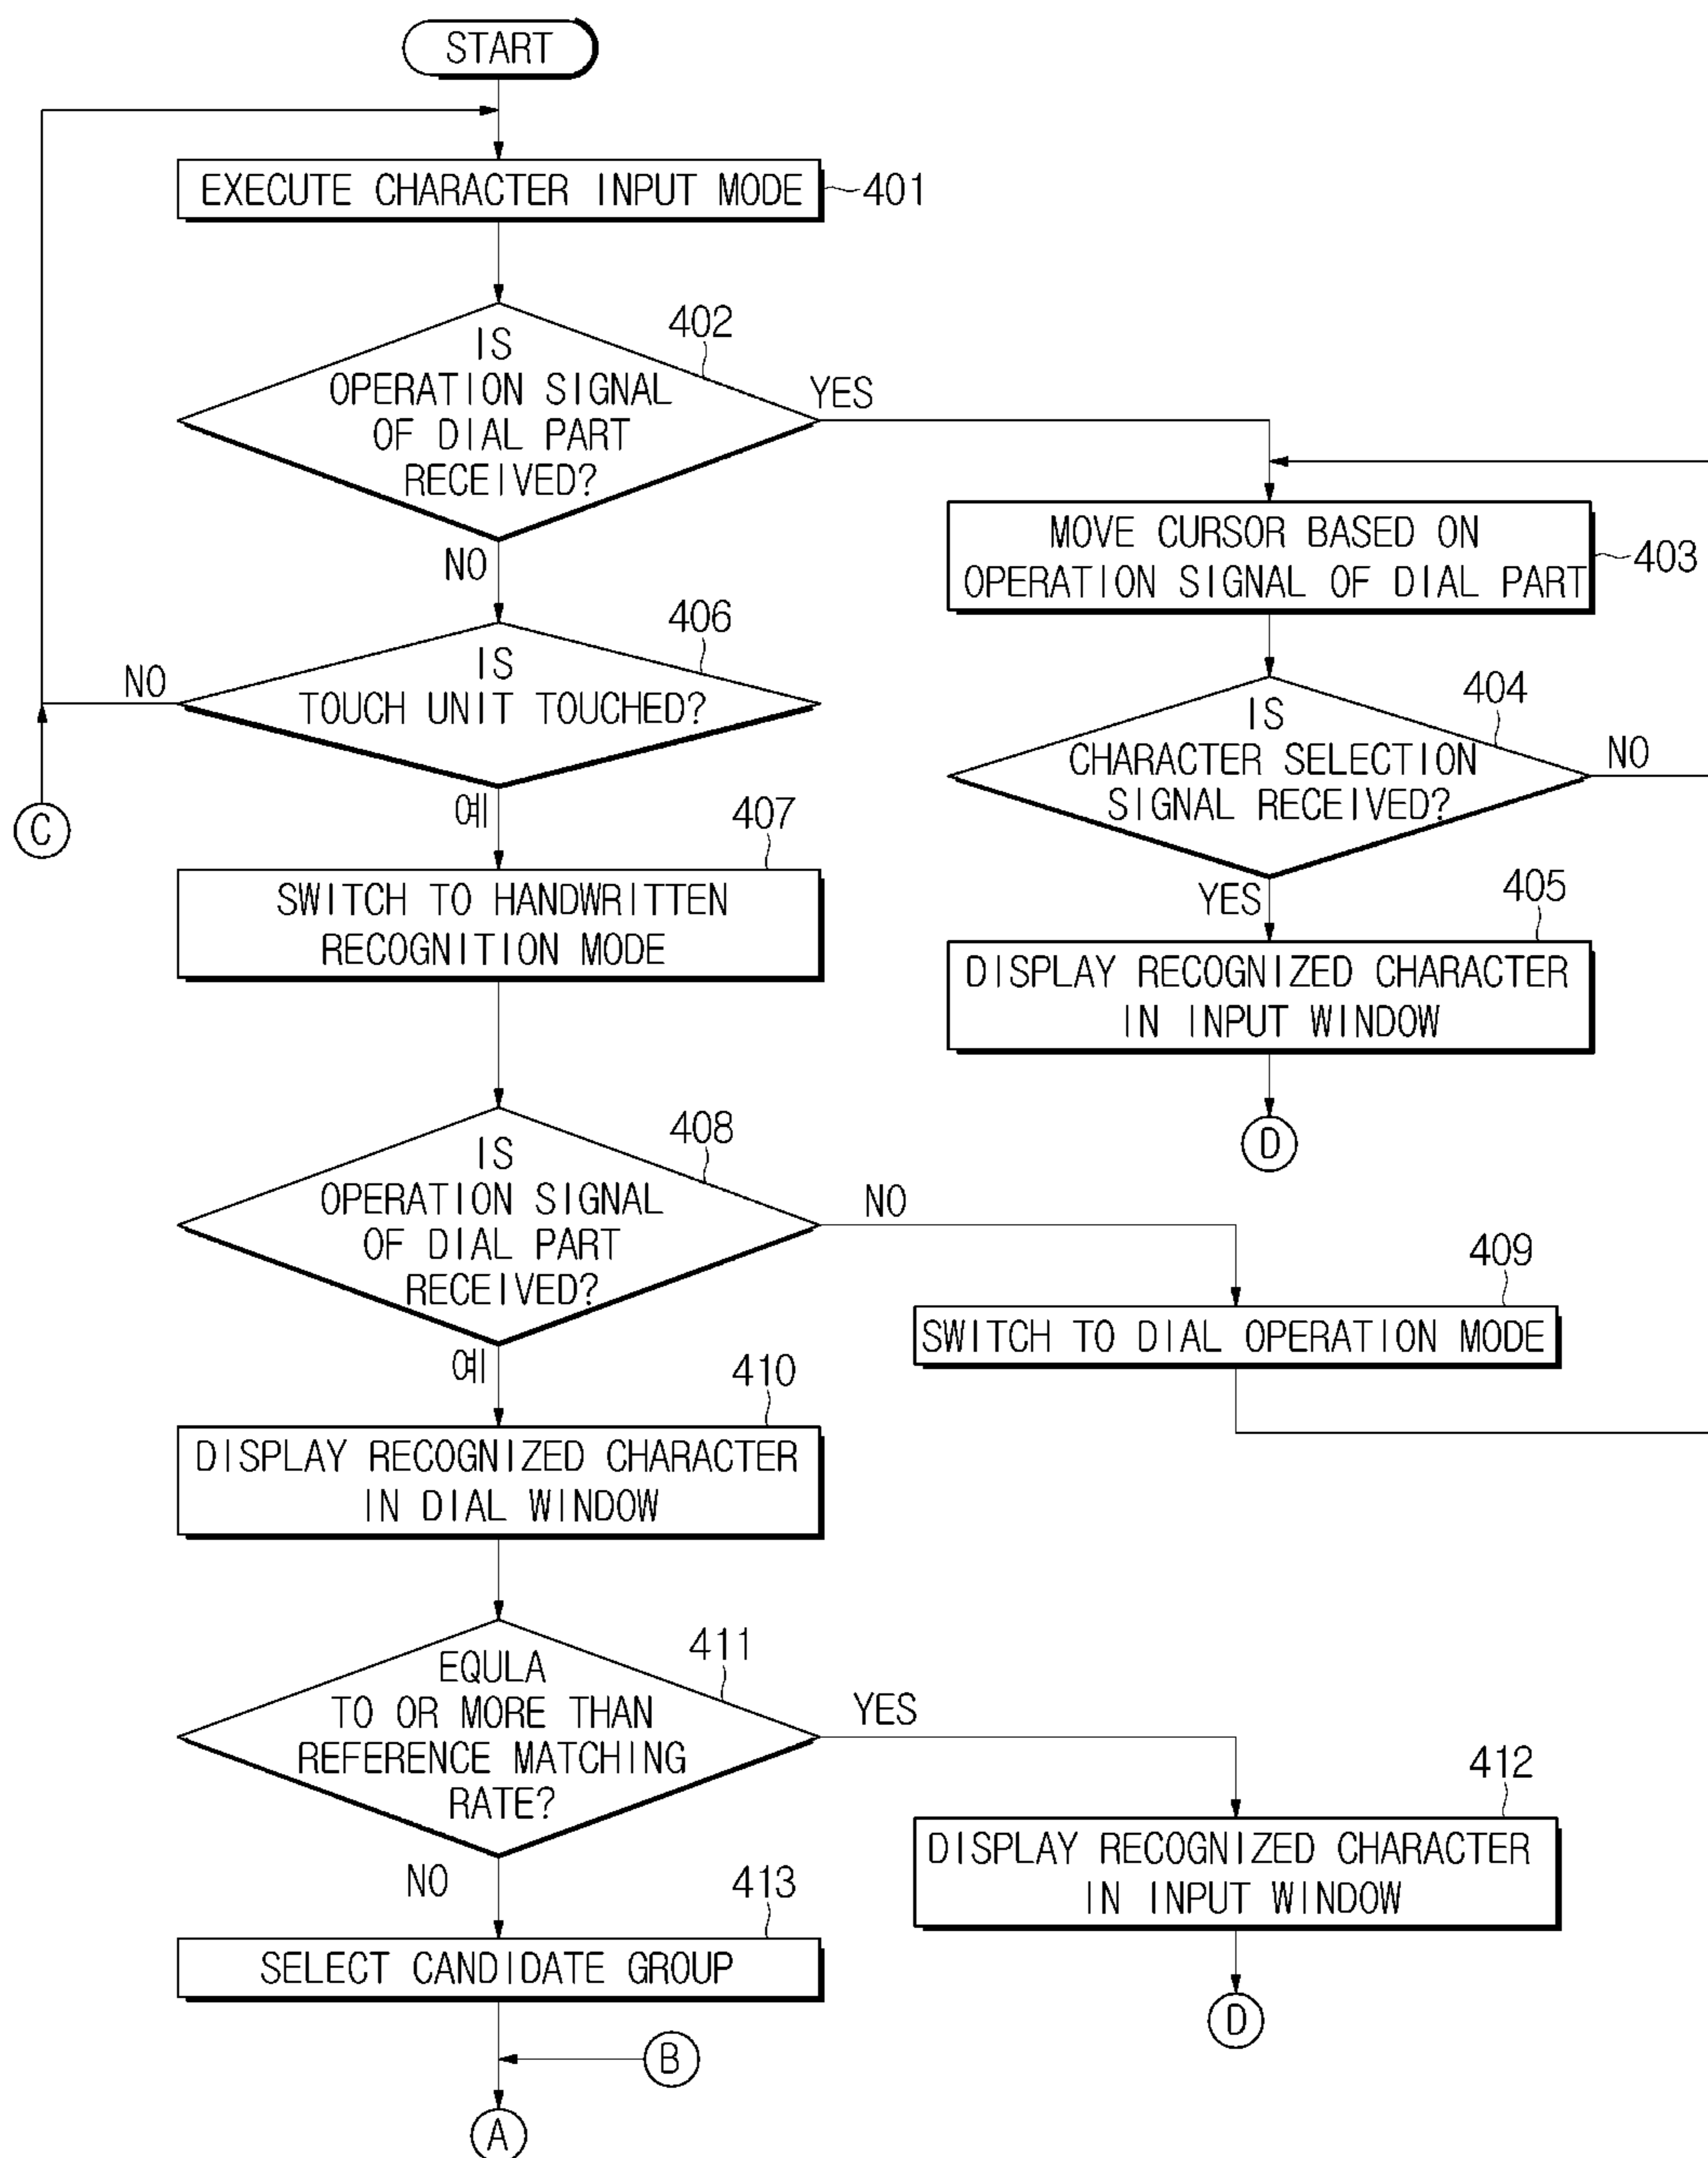 START
EXECUTE CHARACTER INPUT MODE
401
402
IS
OPERATION SIGNAL
OF DIAL PART
RECEIVED?
YES
NO
MOVE CURSOR BASED ON
OPERATION SIGNAL OF DIAL PART
403
406
IS
TOUCH UNIT TOUCHED?
NO
예
C
404
IS
CHARACTER SELECTION
SIGNAL RECEIVED?
NO
YES
407
SWITCH TO HANDWRITTEN
RECOGNITION MODE
405
DISPLAY RECOGNIZED CHARACTER
IN INPUT WINDOW
D
408
IS
OPERATION SIGNAL
OF DIAL PART
RECEIVED?
NO
예
409
SWITCH TO DIAL OPERATION MODE
410
DISPLAY RECOGNIZED CHARACTER
IN DIAL WINDOW
411
EQULA
TO OR MORE THAN
REFERENCE MATCHING
RATE?
YES
NO
412
DISPLAY RECOGNIZED CHARACTER
IN INPUT WINDOW
D
413
SELECT CANDIDATE GROUP
B
A